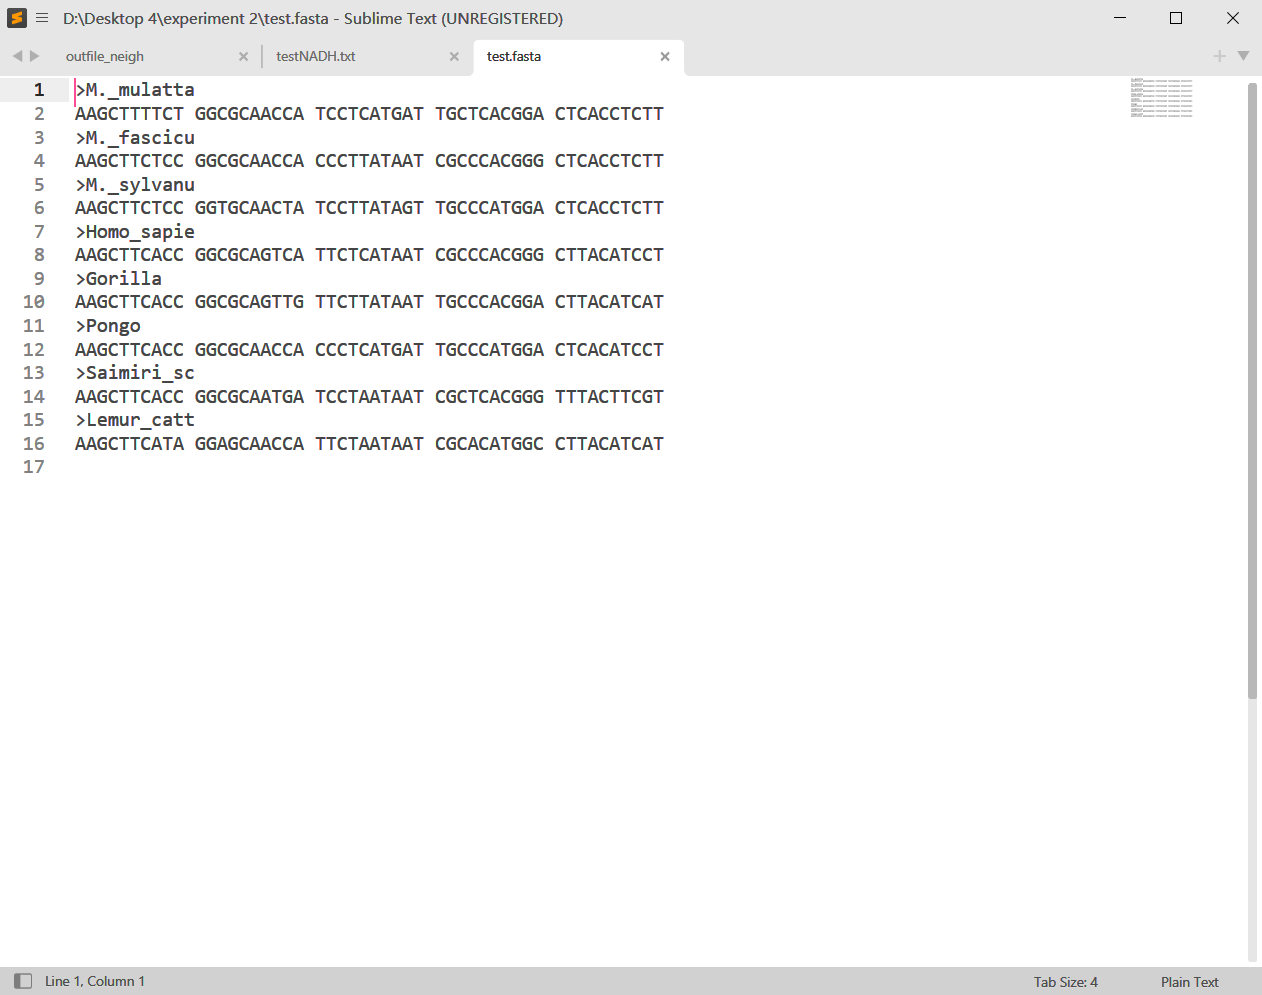 D:\Desktop 4\experiment 2\test.fasta - Sublime Text (UNREGISTERED)
outfile_neigh testNADH.txt test.fasta
1 >M._mulatta
2 AAGCTTTTCT GGCGCAACCA TCCTCATGAT TGCTCACGGA CTCACCTCTT
3 >M._fascicu
4 AAGCTTCTCC GGCGCAACCA CCCTTATAAT CGCCCACGGG CTCACCTCTT
5 >M._sylvanu
6 AAGCTTCTCC GGTGCAACTA TCCTTATAGT TGCCCATGGA CTCACCTCTT
7 >Homo_sapie
8 AAGCTTCACC GGCGCAGTCA TTCTCATAAT CGCCCACGGG CTTACATCCT
9 >Gorilla
10 AAGCTTCACC GGCGCAGTTG TTCTTATAAT TGCCCACGGA CTTACATCAT
11 >Pongo
12 AAGCTTCACC GGCGCAACCA CCCTCATGAT TGCCCATGGA CTCACATCCT
13 >Saimiri_sc
14 AAGCTTCACC GGCGCAATGA TCCTAATAAT CGCTCACGGG TTTACTTCGT
15 >Lemur_catt
16 AAGCTTCATA GGAGCAACCA TTCTAATAAT CGCACATGGC CTTACATCAT
17
Line 1, Column 1 Tab Size: 4 Plain Text